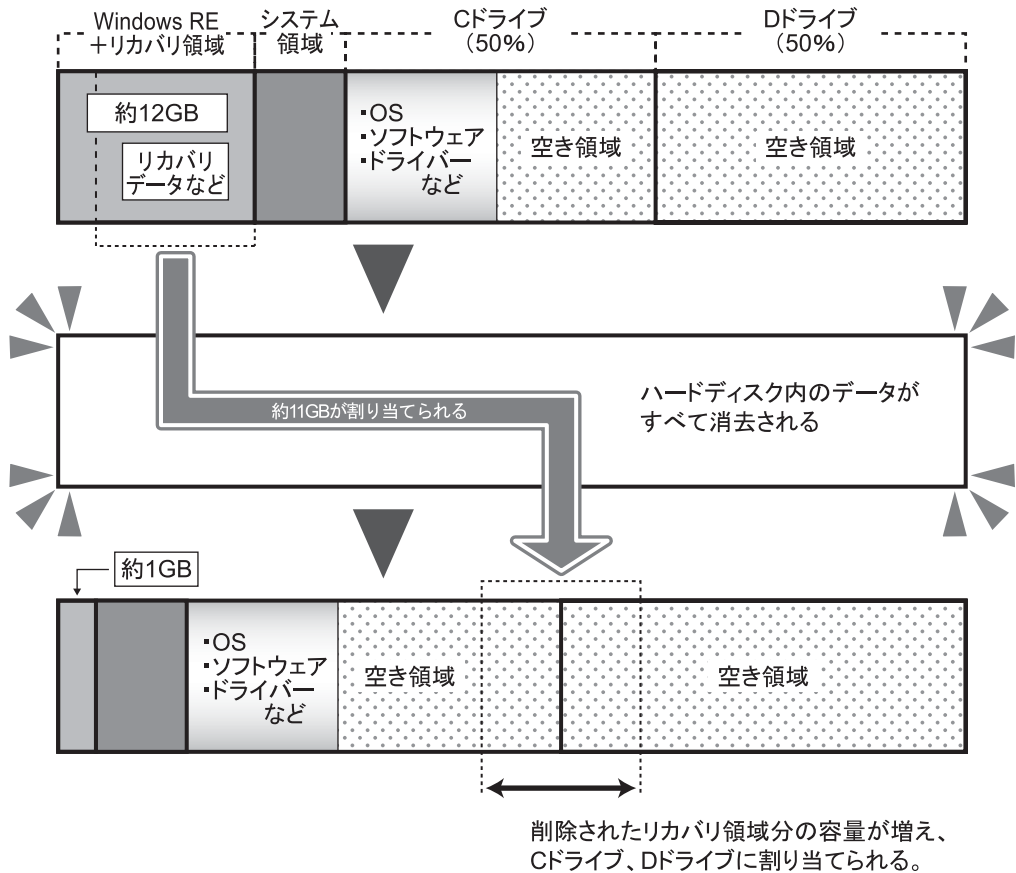 Windows RE
＋リカバリ領域
システム
領域
Cドライブ
（50％）
Dドライブ
（50％）
約12GB
リカバリ
データなど
▪OS
▪ソフトウェア
▪ドライバー
など
空き領域
空き領域
約11GBが割り当てられる
ハードディスク内のデータが
すべて消去される
約1GB
▪OS
▪ソフトウェア
▪ドライバー
など
空き領域
空き領域
削除されたリカバリ領域分の容量が増え、
Cドライブ、Dドライブに割り当てられる。